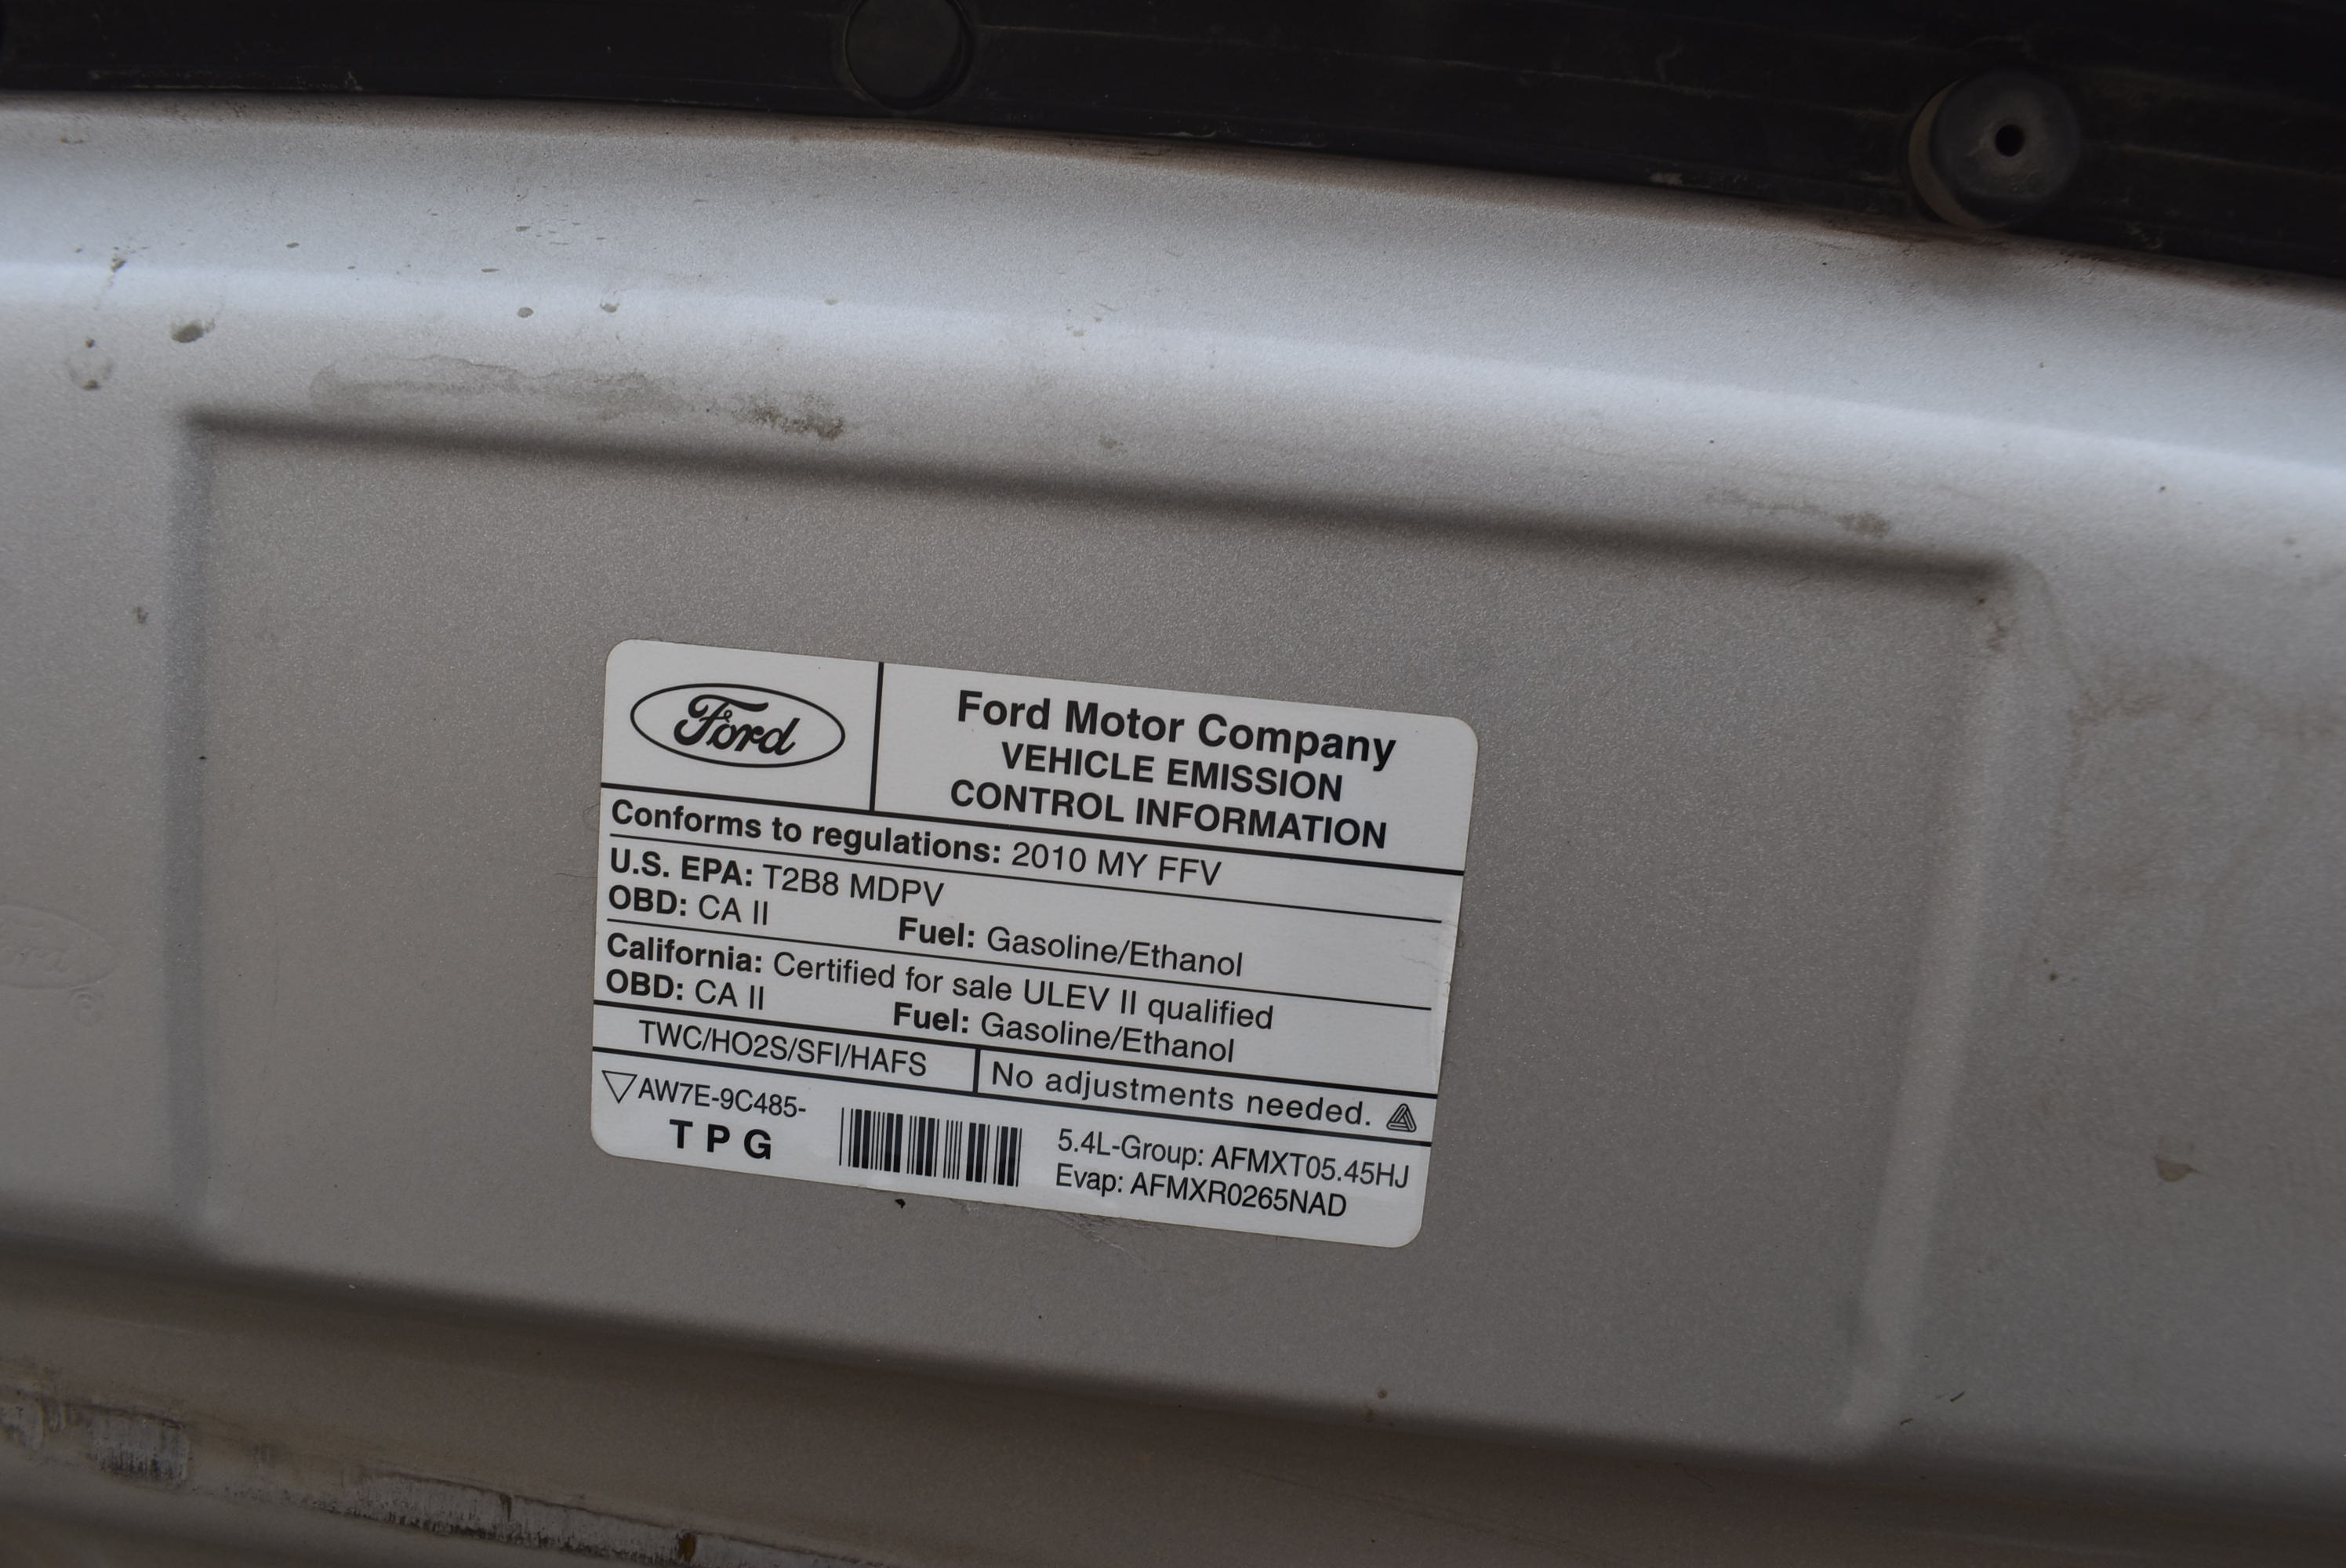 Ford
Ford Motor Company
VEHICLE EMISSION
CONTROL INFORMATION
Conforms to regulations: 2010 MY FFV
U.S. EPA: T2B8 MDPV
OBD: CA II Fuel: Gasoline/Ethanol
California: Certified for sale ULEV II qualified
OBD: CA II Fuel: Gasoline/Ethanol
TWC/HO2S/SFI/HAFS
No adjustments needed.
AW7E-9C485-
T P G
5.4L-Group: AFMXT05.45HJ
Evap: AFMXR0265NAD